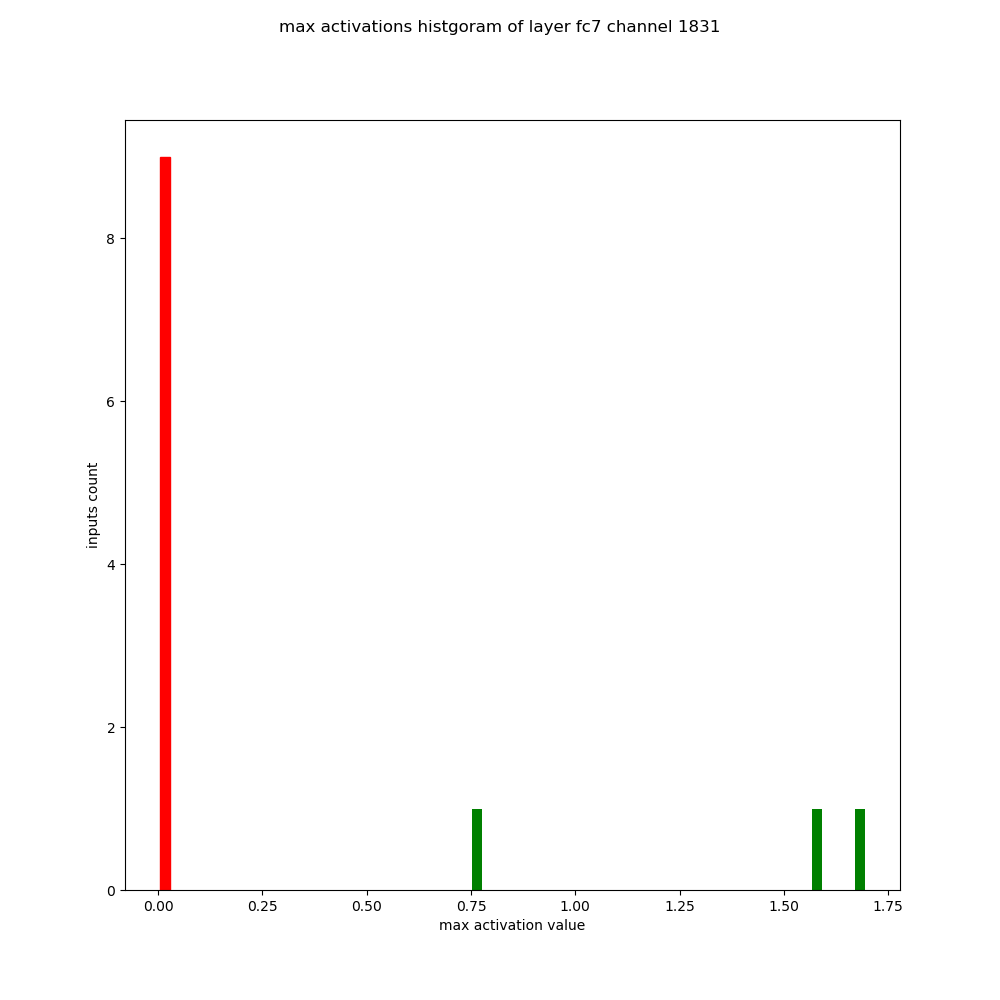 max activations histgoram of layer fc7 channel 1831
8
6
4
2
0
inputs count
0.00 0.25 0.50 0.75 1.00 1.25 1.50 1.75
max activation value